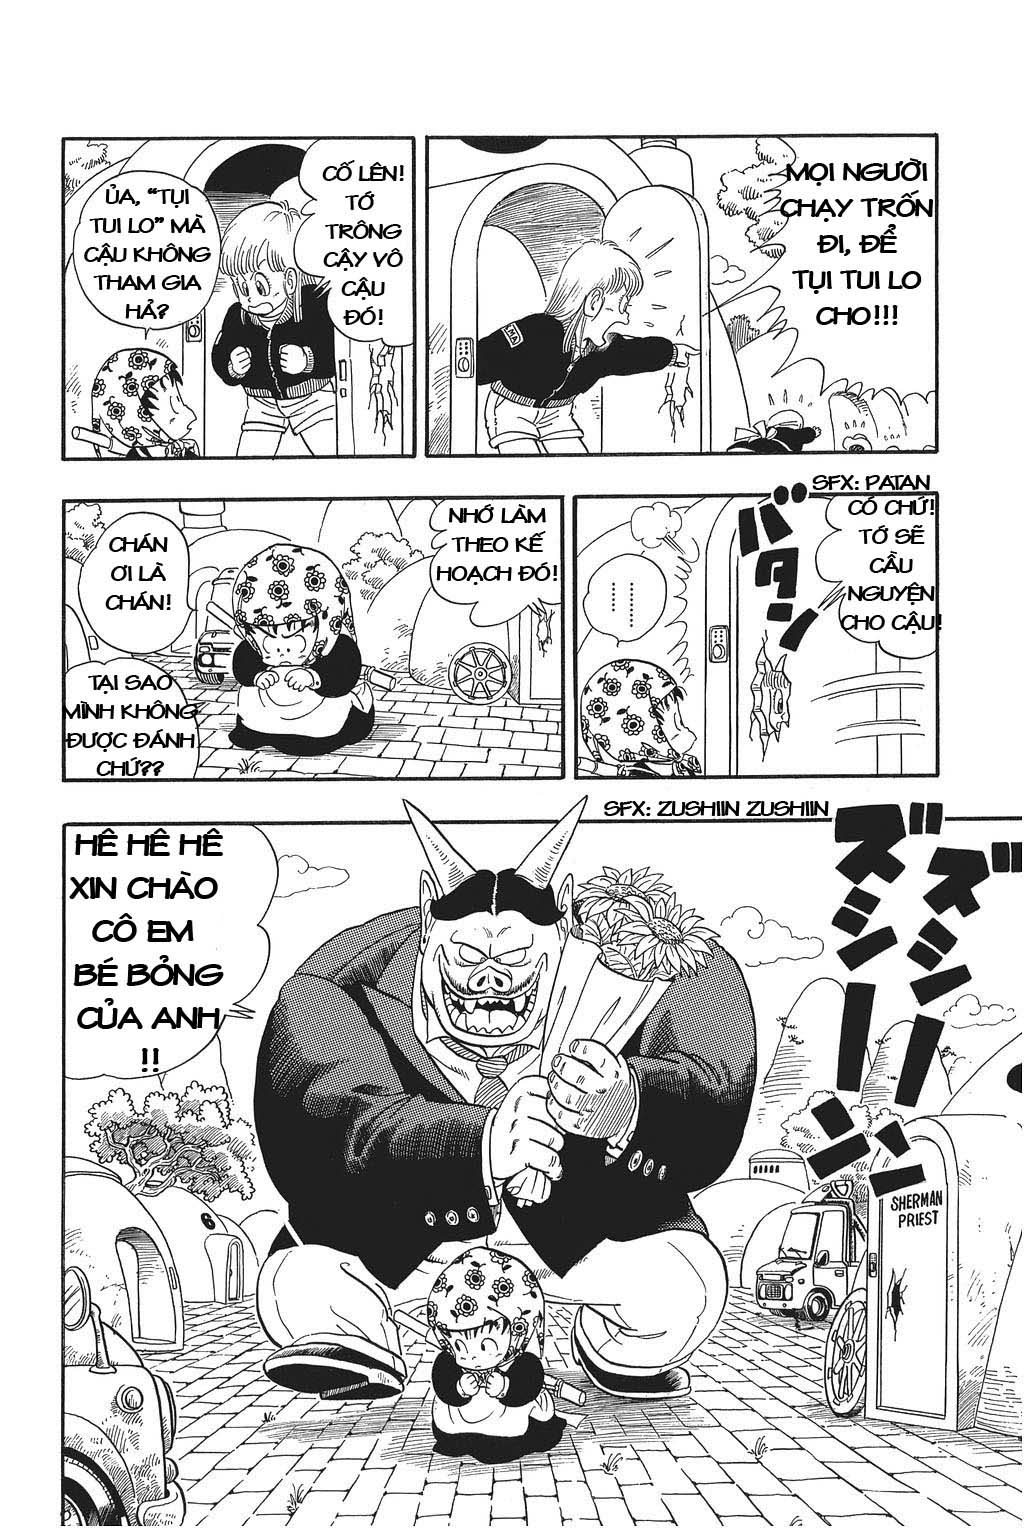 MỌI NGƯỜI
CHẠY TRỐN
ĐI, ĐỂ
TỤI TUI LO
CHO!!!
CỐ LÊN!
TỚ
TRÔNG
CẬY VÔ
CẬU
ĐÓ!
ỦA, "TỤI
TUI LO" MÀ
CẬU KHÔNG
THAM GIA
HẢ?
SFX: PATAN
CÓ CHỨ!
TỚ SẼ
CẦU
NGUYỆN
CHO CẬU!
バタン
NHỚ LÀM
THEO KẾ
HOẠCH ĐÓ!
CHÁN
ƠI LÀ
CHÁN!
TẠI SAO
MÌNH KHÔNG
ĐƯỢC ĐÁNH
CHỨ??
SFX: ZUSHIIN ZUSHIIN
ズシーン
ズシーン
HÊ HÊ HÊ
XIN CHÀO
CÔ EM
BÉ BỎNG
CỦA ANH
!!
6
SHERMAN
PRIEST